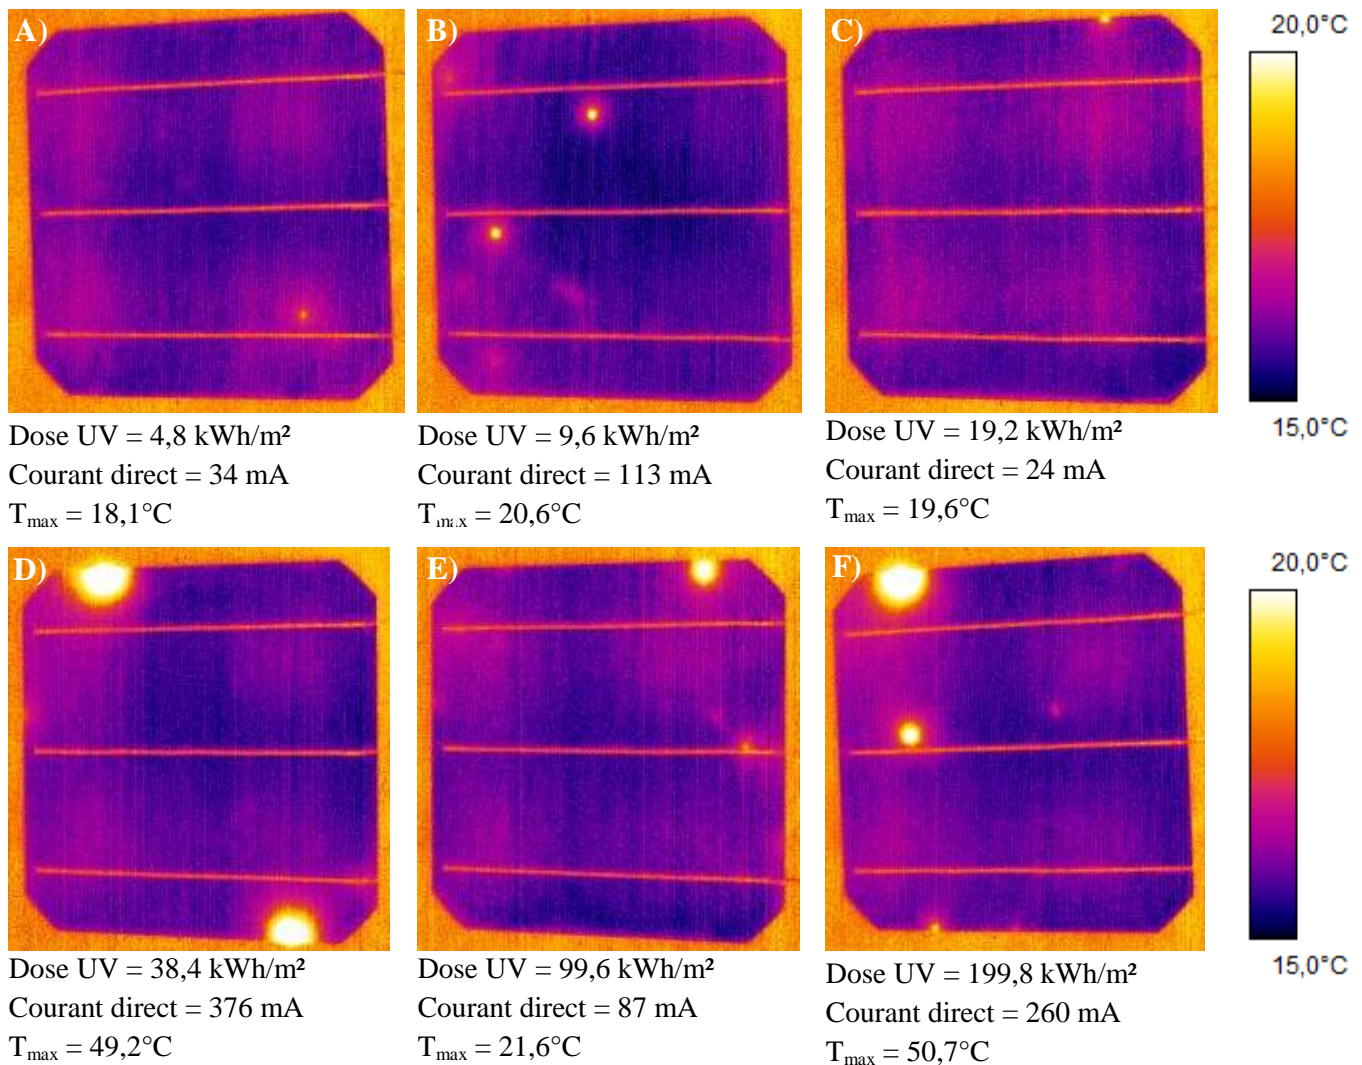 A)
B)
C)
20,0°C
15,0°C
Dose UV = 4,8 kWh/m²
Courant direct = 34 mA
Tmax = 18,1°C
Dose UV = 9,6 kWh/m²
Courant direct = 113 mA
Tmax = 20,6°C
Dose UV = 19,2 kWh/m²
Courant direct = 24 mA
Tmax = 19,6°C
D)
E)
F)
20,0°C
15,0°C
Dose UV = 38,4 kWh/m²
Courant direct = 376 mA
Tmax = 49,2°C
Dose UV = 99,6 kWh/m²
Courant direct = 87 mA
Tmax = 21,6°C
Dose UV = 199,8 kWh/m²
Courant direct = 260 mA
Tmax = 50,7°C